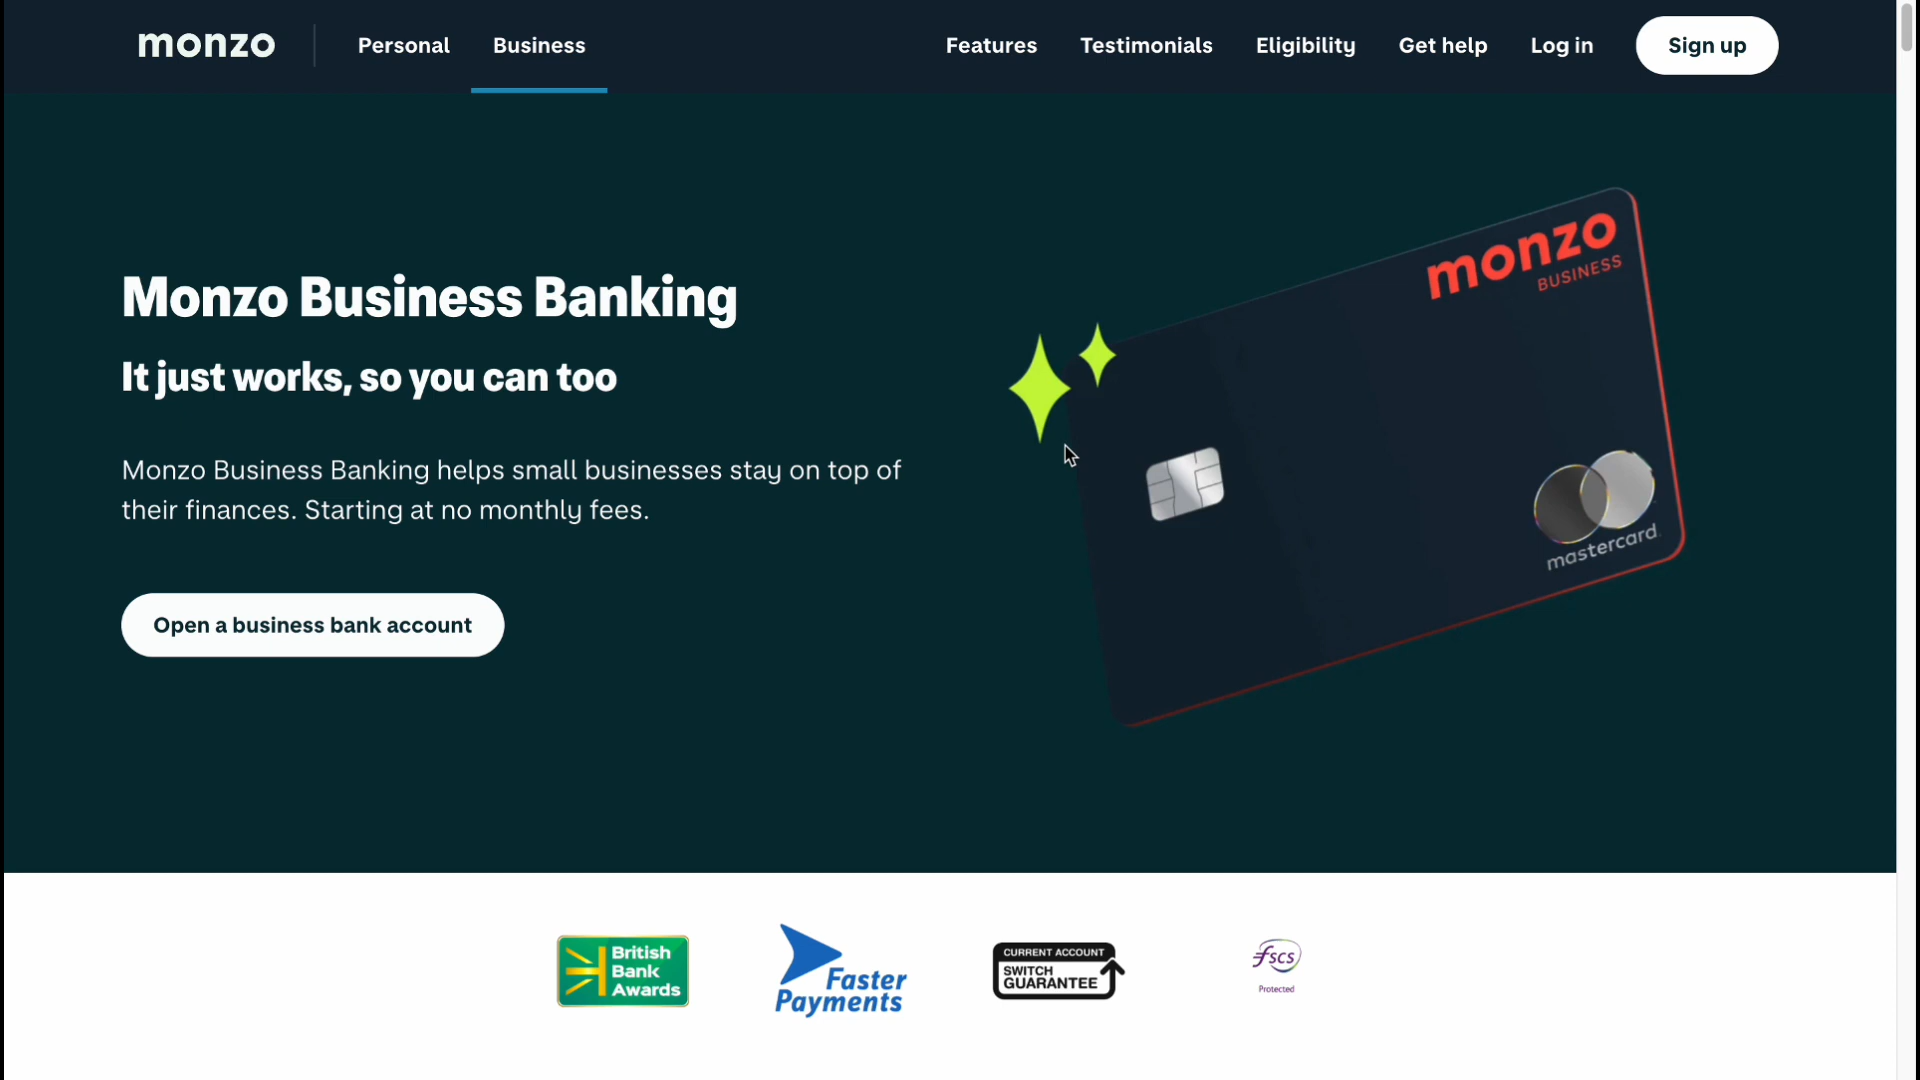 monzo
Personal
Business
Features
Testimonials
Eligibility
Get help
Log in
Sign up
Monzo Business Banking
It just works, so you can too
Monzo Business Banking helps small businesses stay on top of
their finances. Starting at no monthly fees.
Open a business bank account
monzo
BUSINESS
mastercard.
British
Bank
Awards
Faster
Payments
CURRENT ACCOUNT
SWITCH
GUARANTEE
fscs
Protected